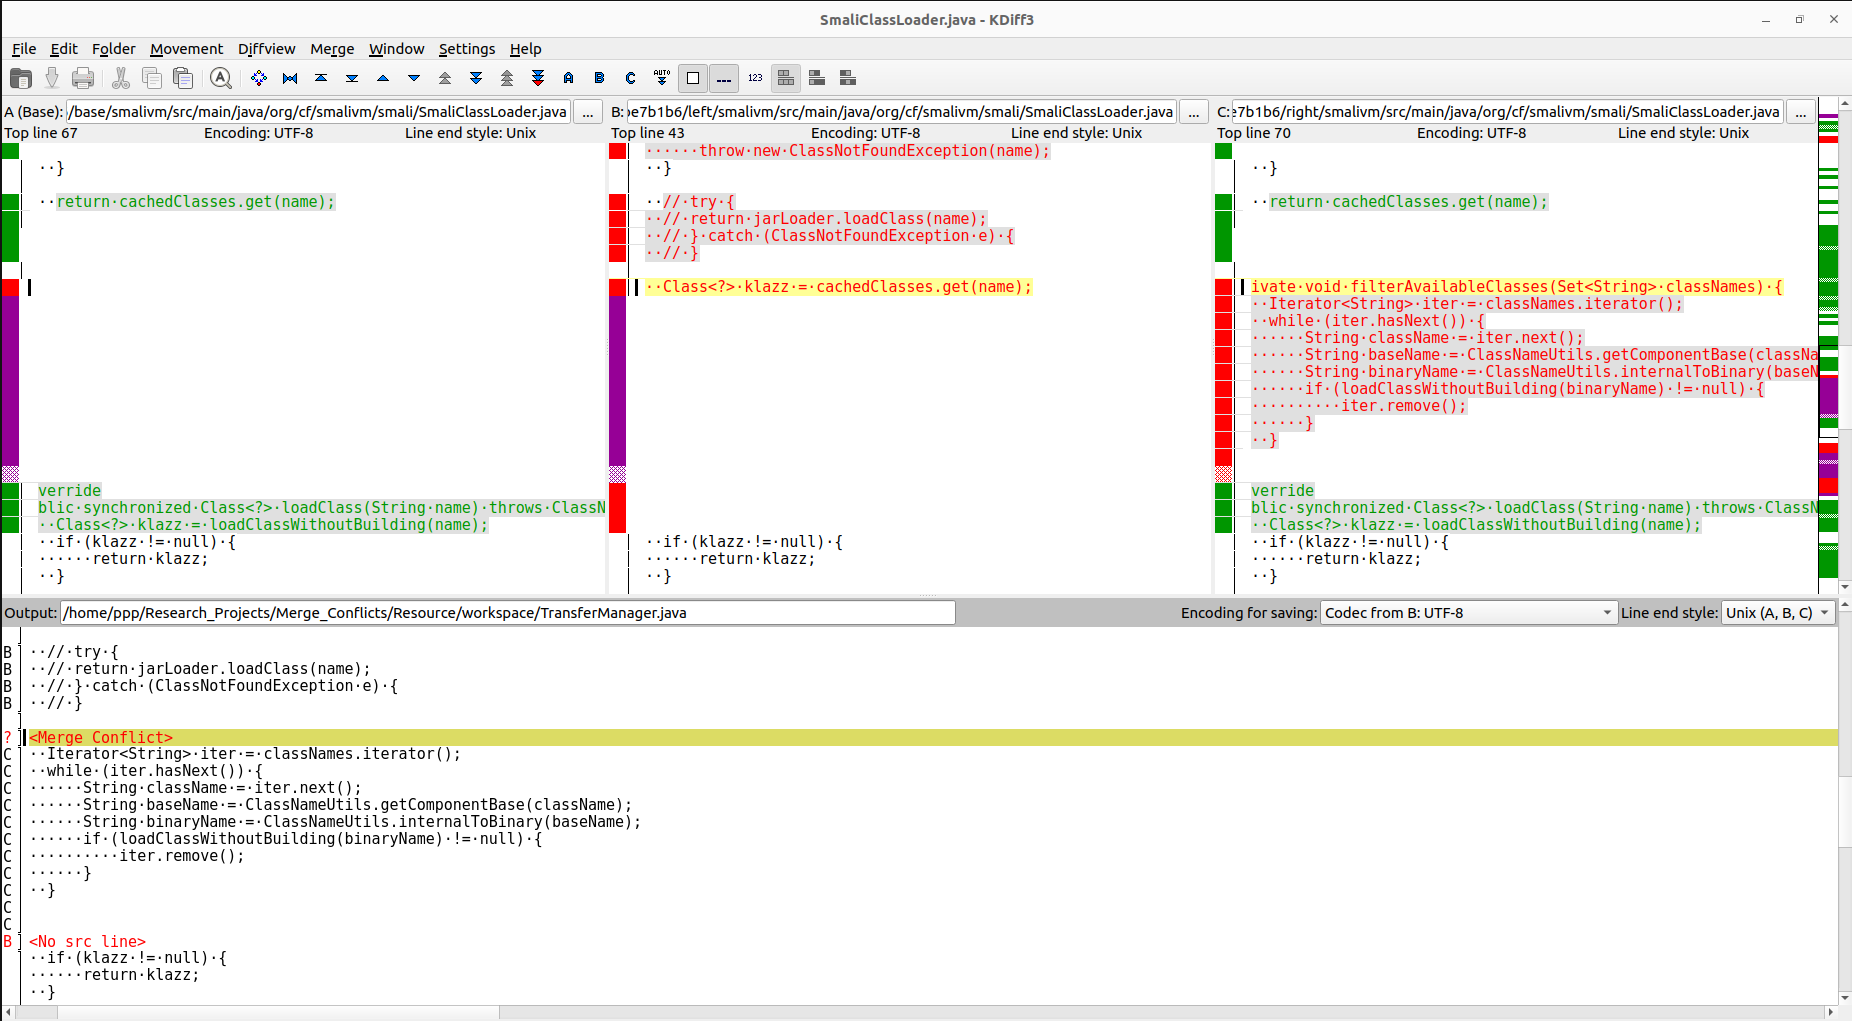 SmaliClassLoader.java - KDiff3
File Edit Folder Movement Diffview Merge Window Settings Help
A B C AUTO 123
A (Base): /base/smalivm/src/main/java/org/cf/smalivm/smali/SmaliClassLoader.java ...
Top line 67 Encoding: UTF-8 Line end style: Unix
··}
··return·cachedClasses.get(name);
verride
blic·synchronized·Class<?>·loadClass(String·name)·throws·ClassN
··Class<?>·klazz·=·loadClassWithoutBuilding(name);
··if·(klazz·!=·null)·{
······return·klazz;
··}
B: e7b1b6/left/smalivm/src/main/java/org/cf/smalivm/smali/SmaliClassLoader.java ...
Top line 43 Encoding: UTF-8 Line end style: Unix
······throw·new·ClassNotFoundException(name);
··}
··//·try·{
··//·return·jarLoader.loadClass(name);
··//·}·catch·(ClassNotFoundException·e)·{
··//·}
··Class<?>·klazz·=·cachedClasses.get(name);
··if·(klazz·!=·null)·{
······return·klazz;
··}
C: e7b1b6/right/smalivm/src/main/java/org/cf/smalivm/smali/SmaliClassLoader.java ...
Top line 70 Encoding: UTF-8 Line end style: Unix
··}
··return·cachedClasses.get(name);
ivate·void·filterAvailableClasses(Set<String>·classNames)·{
··Iterator<String>·iter·=·classNames.iterator();
··while·(iter.hasNext())·{
······String·className·=·iter.next();
······String·baseName·=·ClassNameUtils.getComponentBase(classNa
······String·binaryName·=·ClassNameUtils.internalToBinary(baseN
······if·(loadClassWithoutBuilding(binaryName)·!=·null)·{
··········iter.remove();
······}
··}
verride
blic·synchronized·Class<?>·loadClass(String·name)·throws·ClassN
··Class<?>·klazz·=·loadClassWithoutBuilding(name);
··if·(klazz·!=·null)·{
······return·klazz;
··}
Output: /home/ppp/Research_Projects/Merge_Conflicts/Resource/workspace/TransferManager.java Encoding for saving: Codec from B: UTF-8 Line end style: Unix (A, B, C)
B ··//·try·{
B ··//·return·jarLoader.loadClass(name);
B ··//·}·catch·(ClassNotFoundException·e)·{
B ··//·}
? <Merge Conflict>
C ··Iterator<String>·iter·=·classNames.iterator();
C ··while·(iter.hasNext())·{
C ······String·className·=·iter.next();
C ······String·baseName·=·ClassNameUtils.getComponentBase(className);
C ······String·binaryName·=·ClassNameUtils.internalToBinary(baseName);
C ······if·(loadClassWithoutBuilding(binaryName)·!=·null)·{
C ··········iter.remove();
C ······}
C ··}
C
C
B <No src line>
··if·(klazz·!=·null)·{
······return·klazz;
··}